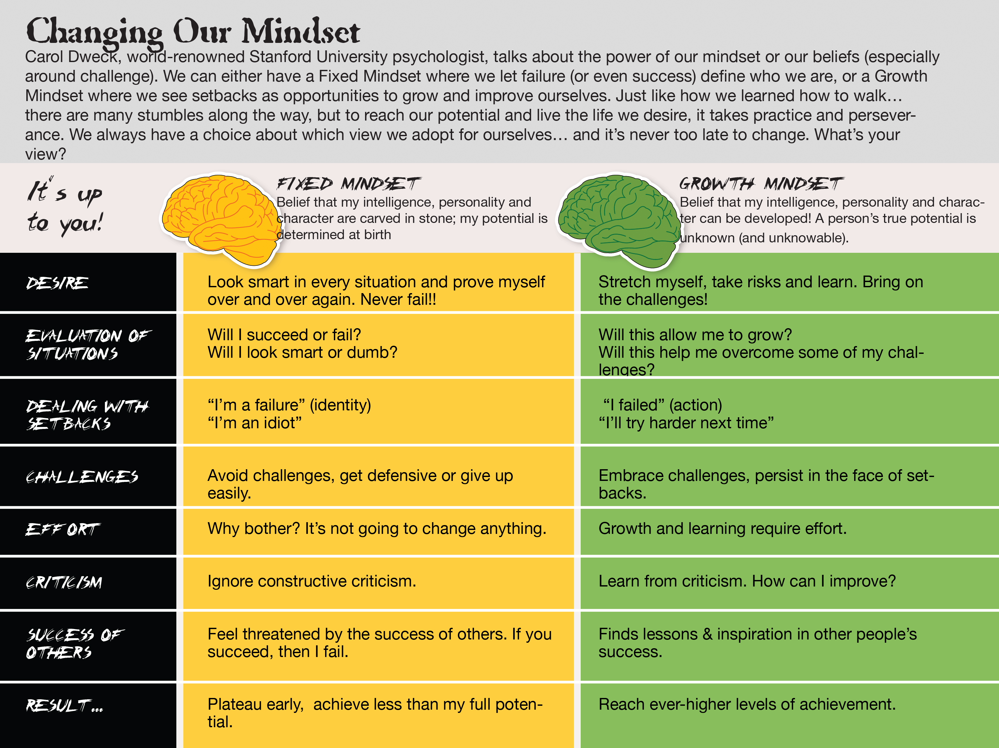 Changing Our Mindset
Carol Dweck, world-renowned Stanford University psychologist, talks about the power of our mindset or our beliefs (especially
around challenge). We can either have a Fixed Mindset where we let failure (or even success) define who we are, or a Growth
Mindset where we see setbacks as opportunities to grow and improve ourselves. Just like how we learned how to walk…
there are many stumbles along the way, but to reach our potential and live the life we desire, it takes practice and persever-
ance. We always have a choice about which view we adopt for ourselves… and it’s never too late to change. What’s your
view?
It's up
to you!
FIXED MINDSET
Belief that my intelligence, personality and
character are carved in stone; my potential is
determined at birth
GROWTH MINDSET
Belief that my intelligence, personality and charac-
ter can be developed! A person’s true potential is
unknown (and unknowable).
DESIRE
Look smart in every situation and prove myself
over and over again. Never fail!!
Stretch myself, take risks and learn. Bring on
the challenges!
EVALUATION OF
SITUATIONS
Will I succeed or fail?
Will I look smart or dumb?
Will this allow me to grow?
Will this help me overcome some of my chal-
lenges?
DEALING WITH
SETBACKS
“I’m a failure” (identity)
“I’m an idiot”
“I failed” (action)
“I’ll try harder next time”
CHALLENGES
Avoid challenges, get defensive or give up
easily.
Embrace challenges, persist in the face of set-
backs.
EFFORT
Why bother? It’s not going to change anything.
Growth and learning require effort.
CRITICISM
Ignore constructive criticism.
Learn from criticism. How can I improve?
SUCCESS OF
OTHERS
Feel threatened by the success of others. If you
succeed, then I fail.
Finds lessons & inspiration in other people’s
success.
RESULT...
Plateau early,  achieve less than my full poten-
tial.
Reach ever-higher levels of achievement.